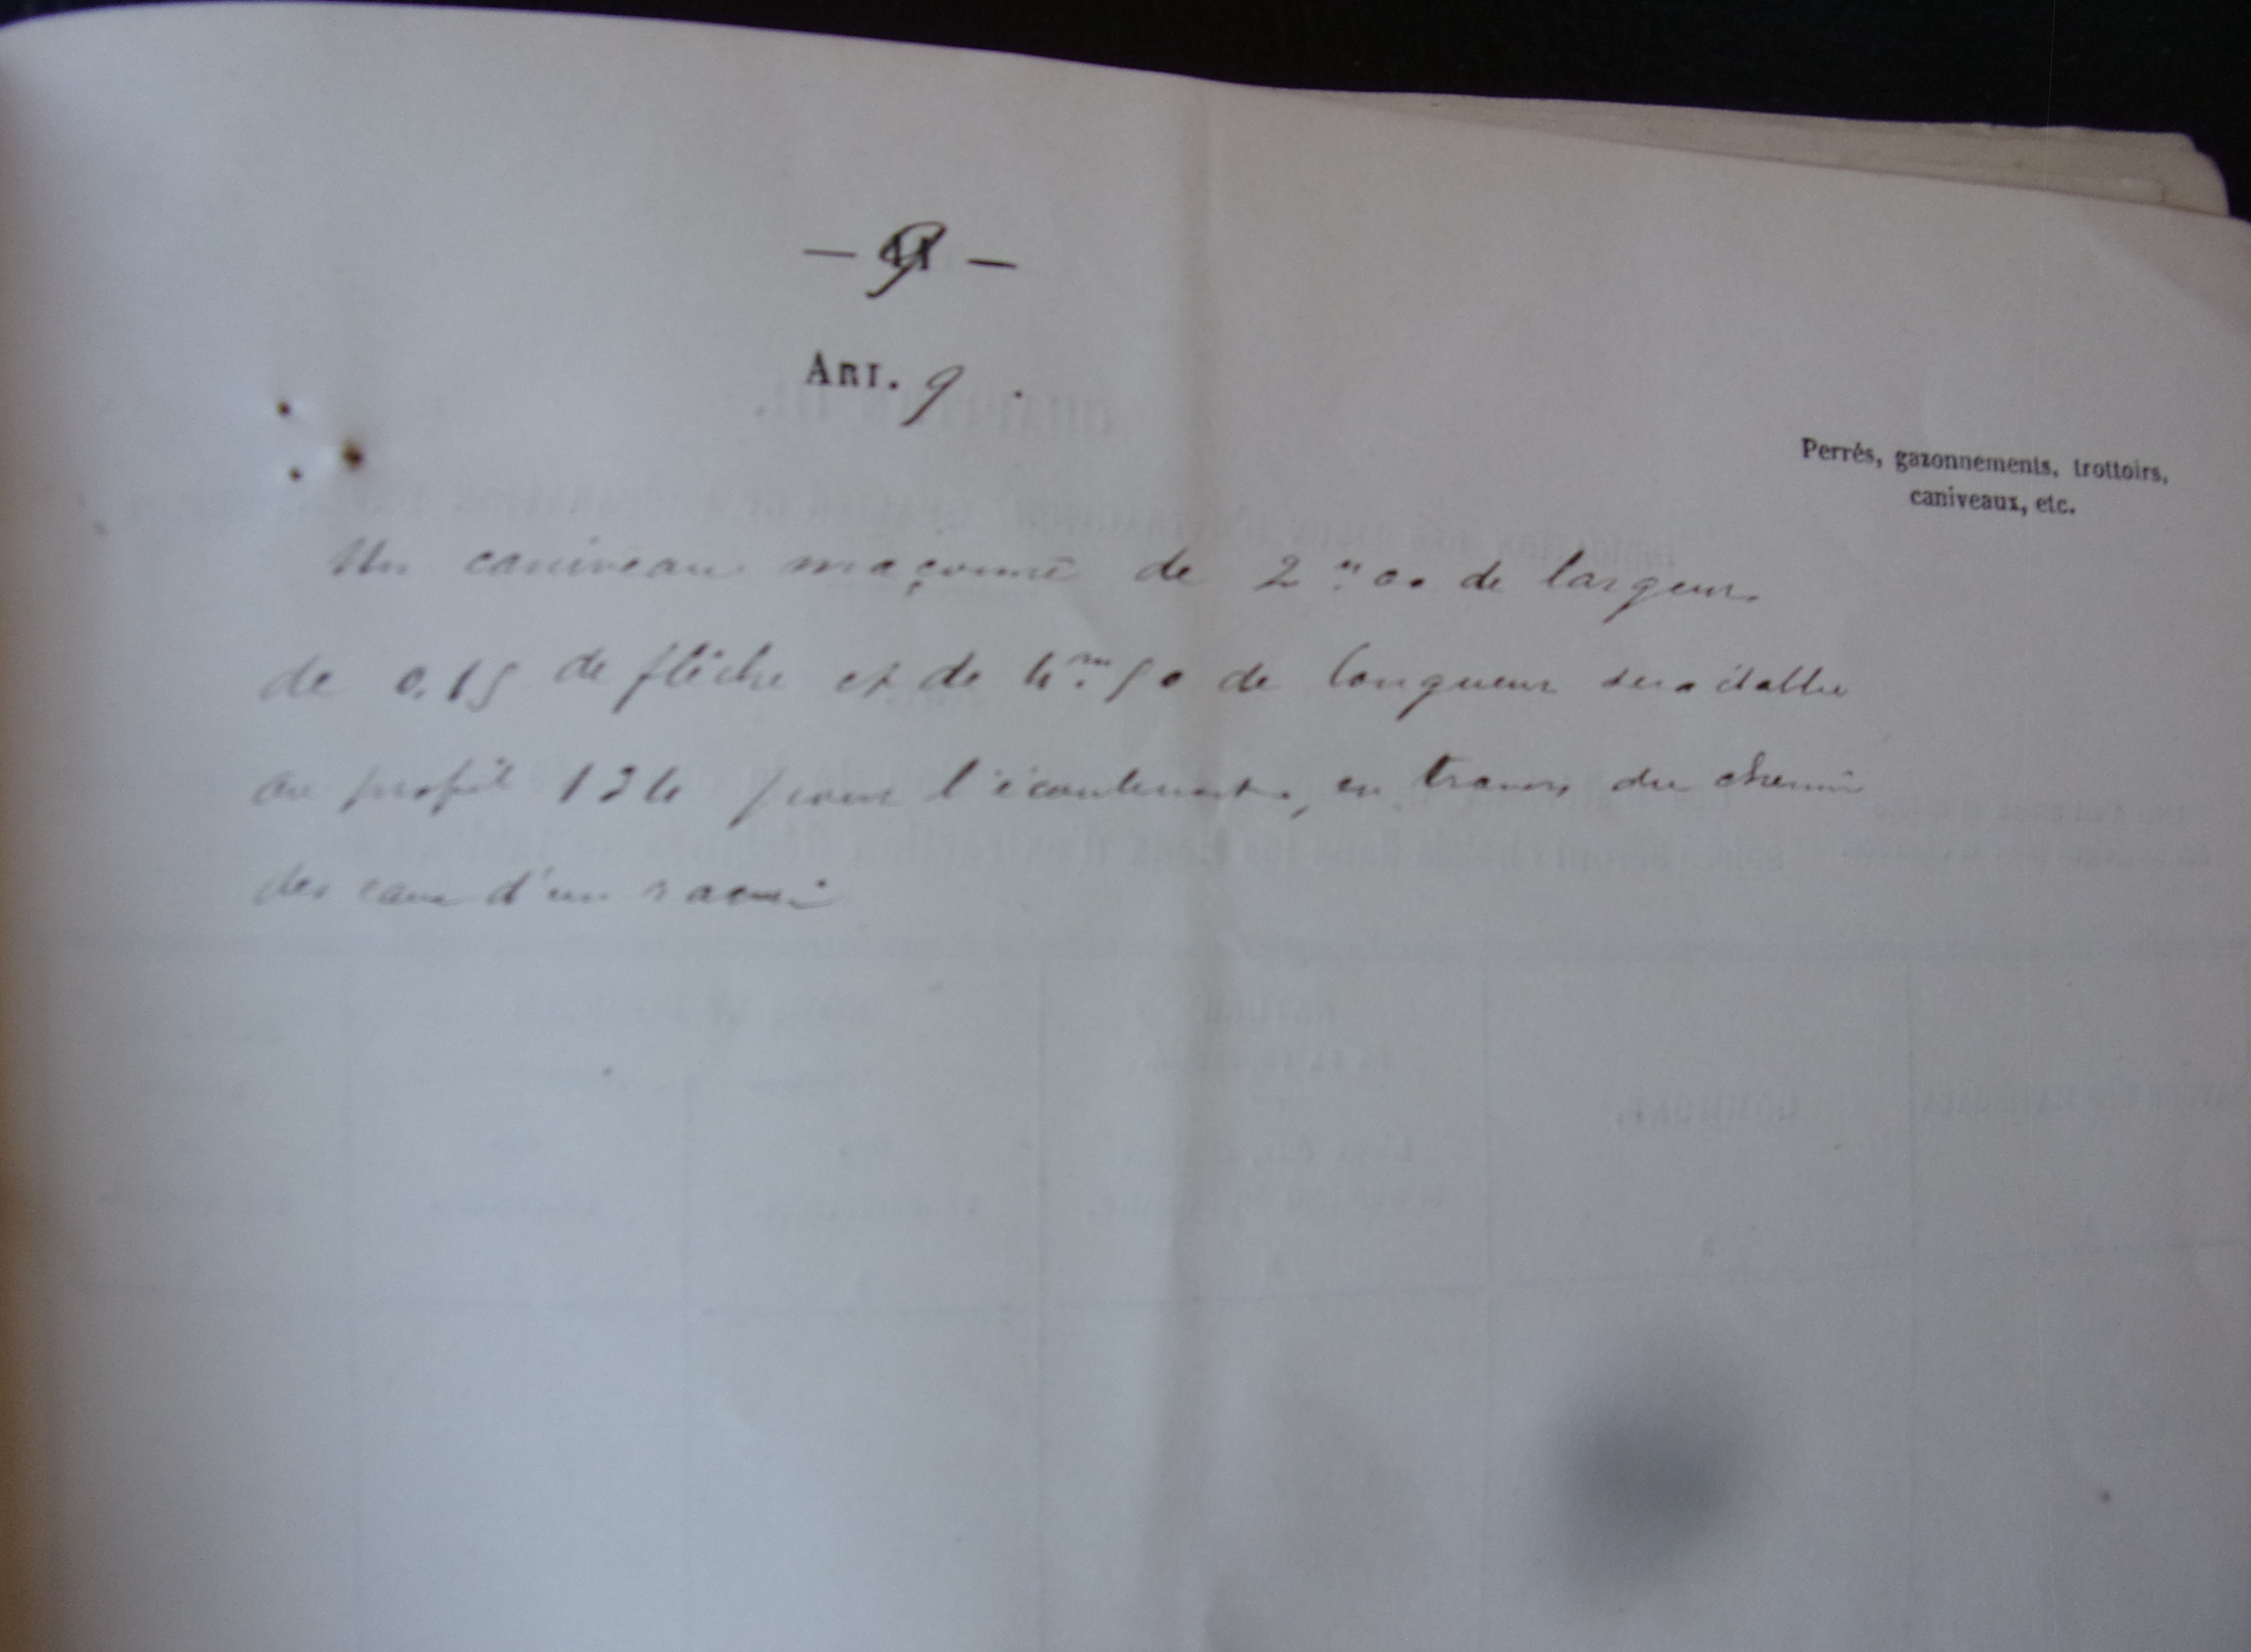 — 9 —
ART. 9.
Perrés, gazonnements, trottoirs,
caniveaux, etc.
Un caniveau maçonné de 2m.00 de largeur
de 0.15 de flèche et de 4m.50 de longueur sera établi
au profil 124 pour l'écoulement, en travers du chemin
des eaux d'un ravin